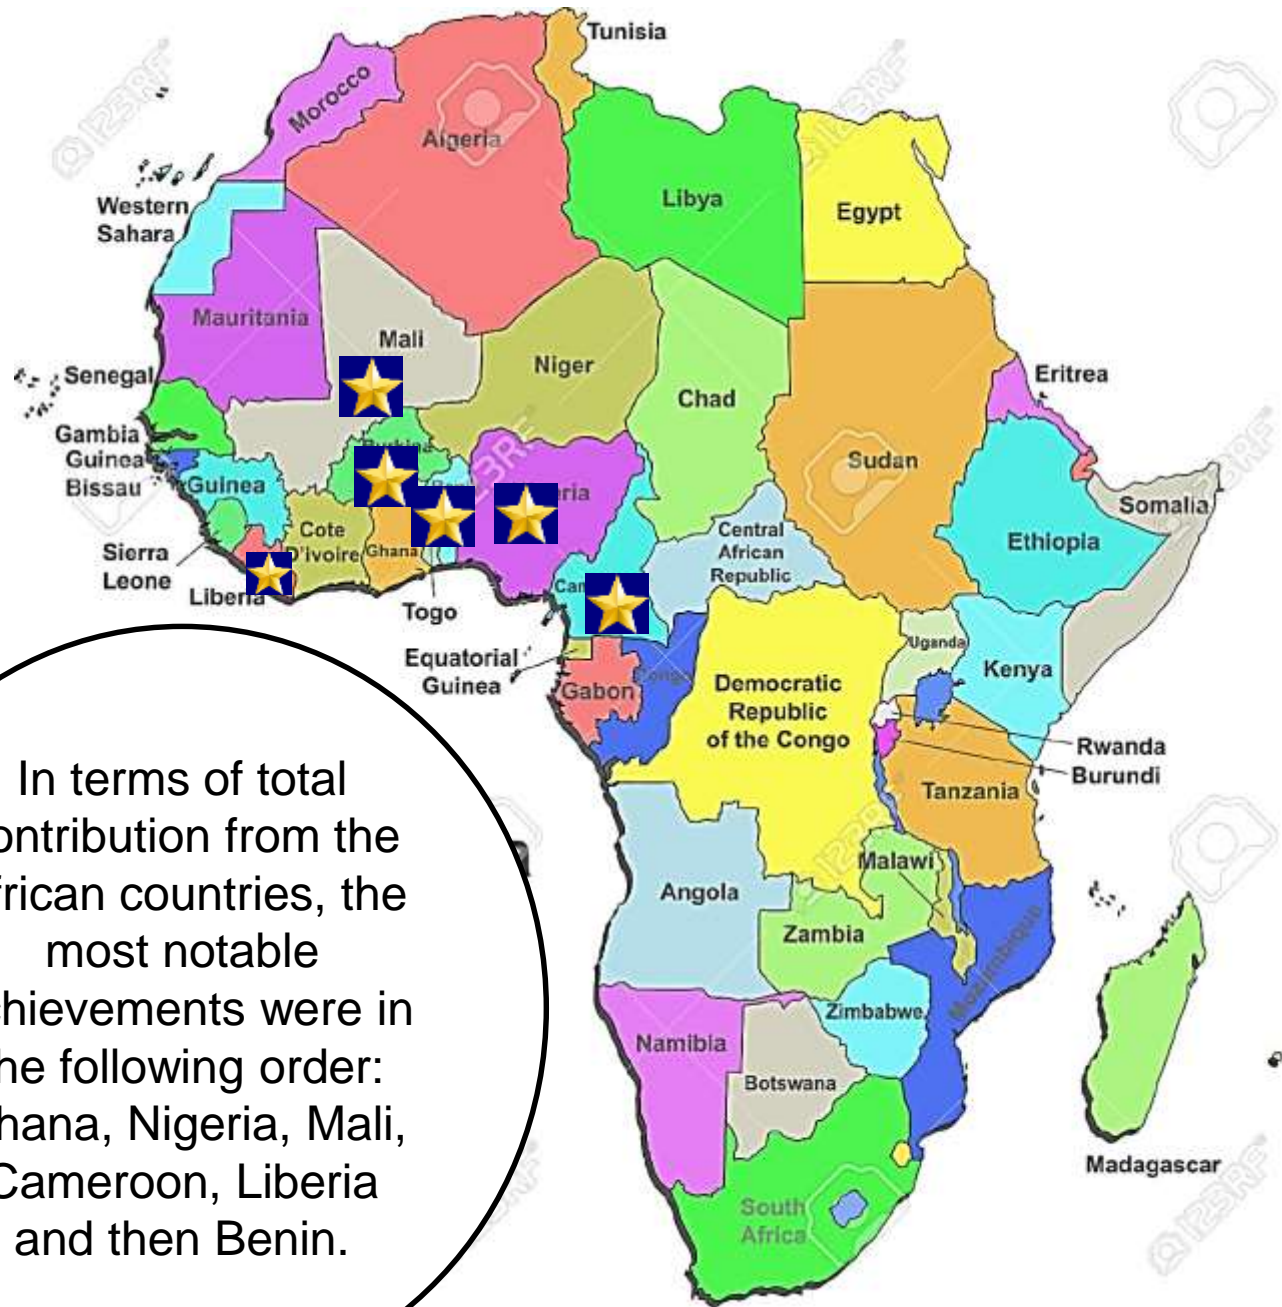 Tunisia
Morocco
Algeria
Libya
Egypt
Western
Sahara
Mauritania
Mali
Niger
Chad
Sudan
Eritrea
Senegal
Gambia
Guinea
Bissau
Guinea
Sierra
Leone
Liberia
Cote
D'ivoire
Ghana
Togo
Central
African
Republic
Ethiopia
Somalia
Equatorial
Guinea
Gabon
Congo
Democratic
Republic
of the Congo
Uganda
Kenya
Rwanda
Burundi
Tanzania
Angola
Malawi
Zambia
Mozimbique
Zimbabwe
Namibia
Botswana
South
Africa
Madagascar
In terms of total
ontribution from the
frican countries, the
most notable
chievements were in
he following order:
hana, Nigeria, Mali,
Cameroon, Liberia
and then Benin.
123RF